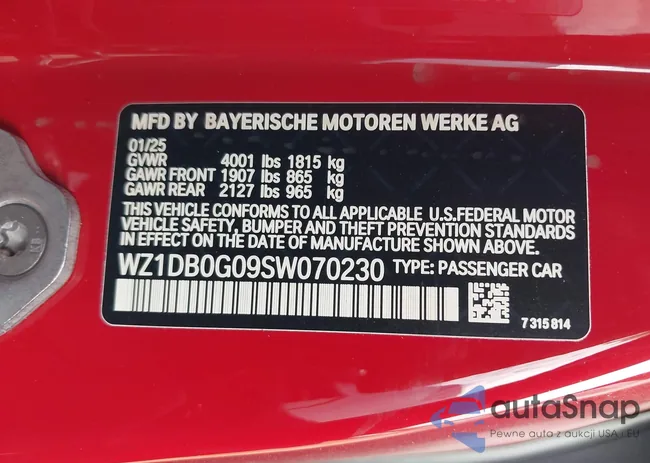 MFD BY BAYERISCHE MOTOREN WERKE AG
01/25
GVWR 4001 lbs 1815 kg
GAWR FRONT 1907 lbs 865 kg
GAWR REAR 2127 lbs 965 kg
THIS VEHICLE CONFORMS TO ALL APPLICABLE U.S.FEDERAL MOTOR
VEHICLE SAFETY, BUMPER AND THEFT PREVENTION STANDARDS
IN EFFECT ON THE DATE OF MANUFACTURE SHOWN ABOVE.
WZ1DB0G09SW070230 TYPE: PASSENGER CAR
7315814
autaSnap
Pewne auta z aukcji USA i EU